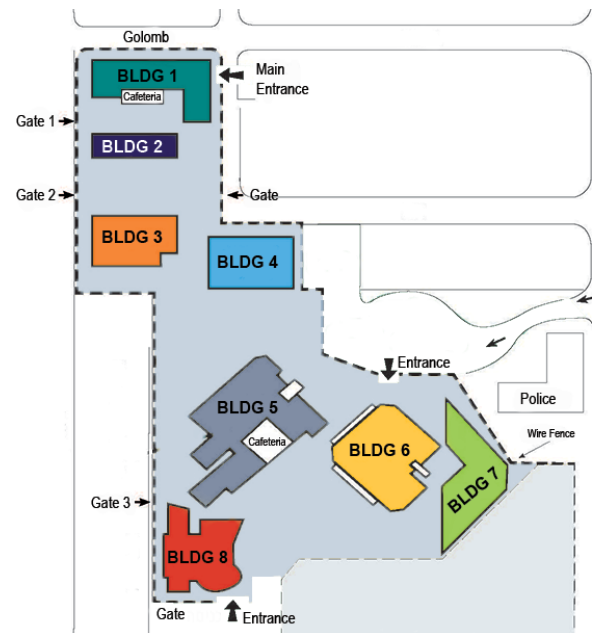 Golomb
BLDG 1
Cafeteria
Main
Entrance
Gate 1
BLDG 2
Gate 2
Gate
BLDG 3
BLDG 4
Entrance
Police
BLDG 5
Cafeteria
BLDG 6
Wire Fence
BLDG 7
Gate 3
BLDG 8
Gate
Entrance